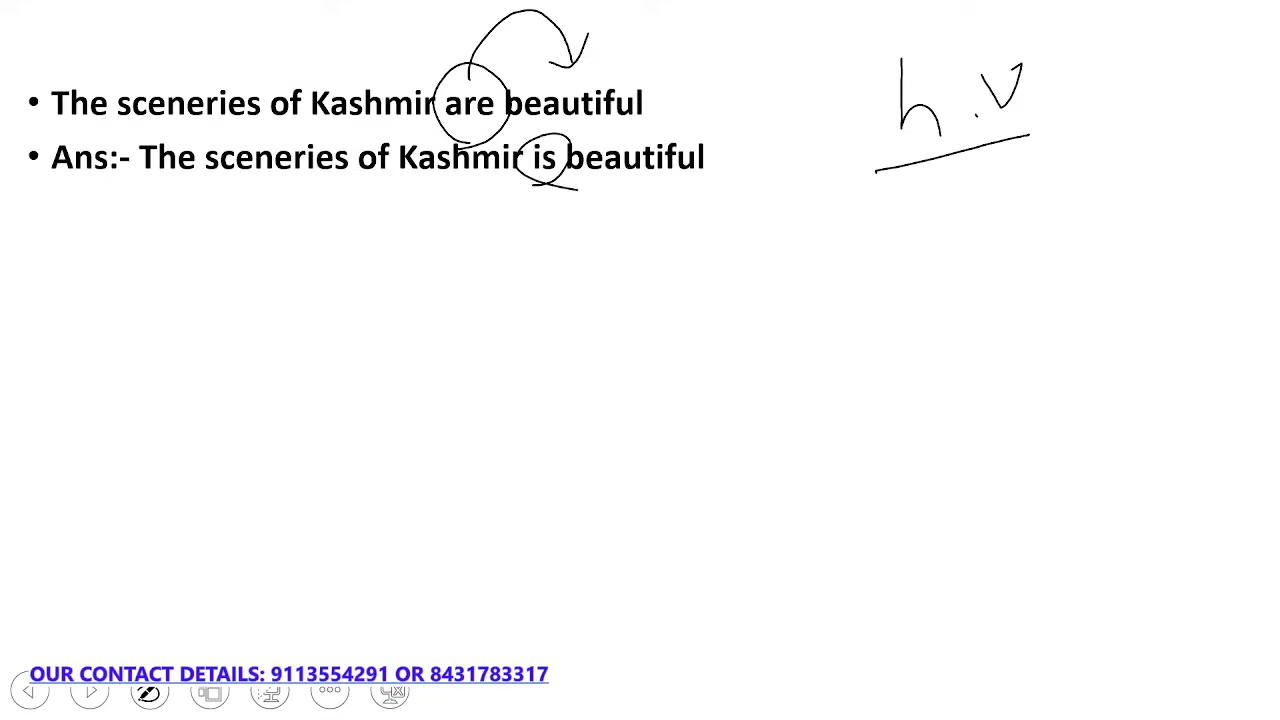 • The sceneries of Kashmir are beautiful
h.v
• Ans:- The sceneries of Kashmir is beautiful
OUR CONTACT DETAILS: 9113554291 OR 8431783317